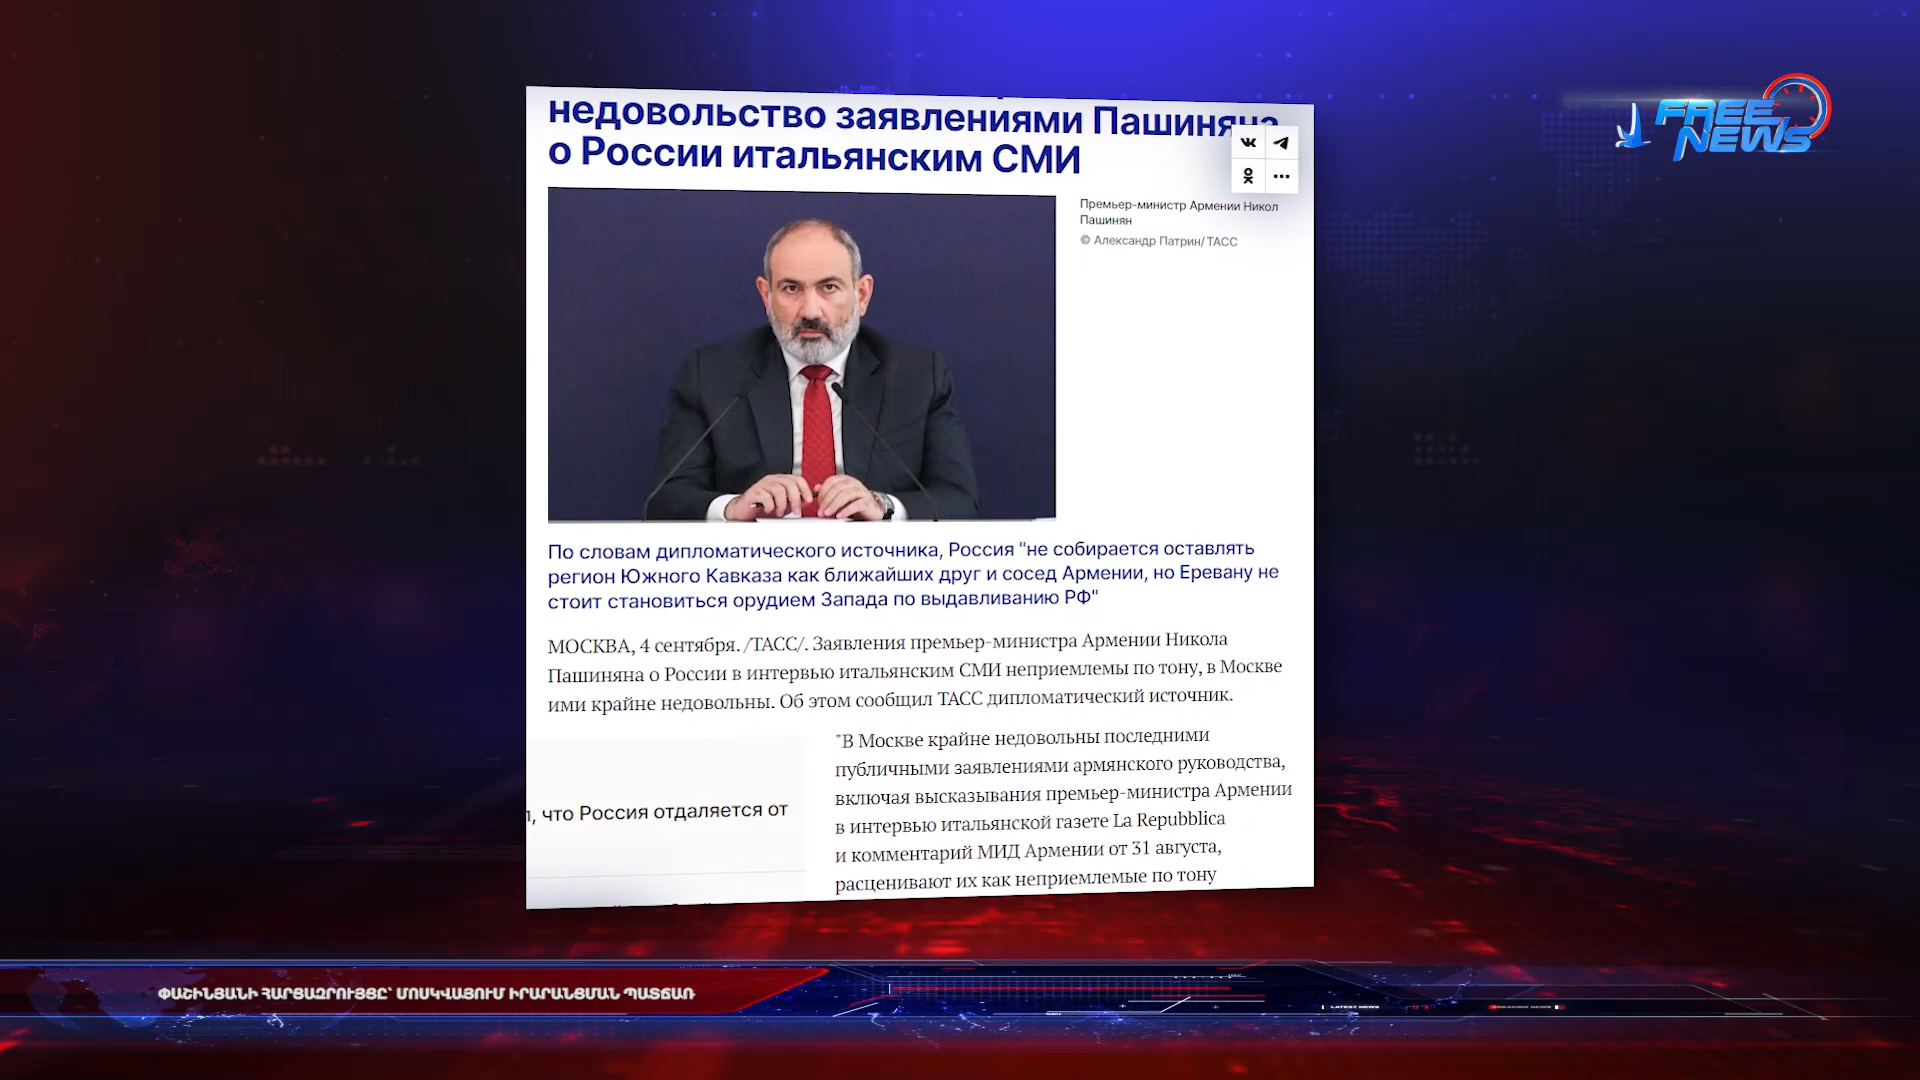 недовольство заявлениями Пашиняна
о России итальянским СМИ
FREE
NEWS
Премьер-министр Армении Никол
Пашинян
© Александр Патрин/ ТАСС
По словам дипломатического источника, Россия "не собирается оставлять
регион Южного Кавказа как ближайших друг и сосед Армении, но Еревану не
стоит становиться орудием Запада по выдавливанию РФ"
МОСКВА, 4 сентября. /ТАСС/. Заявления премьер-министра Армении Никола
Пашиняна о России в интервью итальянским СМИ неприемлемы по тону, в Москве
ими крайне недовольны. Об этом сообщил ТАСС дипломатический источник.
, что Россия отдаляется от
"В Москве крайне недовольны последними
публичными заявлениями армянского руководства,
включая высказывания премьер-министра Армении
в интервью итальянской газете La Repubblica
и комментарий МИД Армении от 31 августа,
расценивают их как неприемлемые по тону
ՓԱՇԻՆՅԱՆԻ ՀԱՐՑԱԶՐՈՒՅՑԸ՝ ՄՈՍԿՎԱՅՈՒՄ ԻՐԱՐԱՆՑՄԱՆ ՊԱՏՃԱՌ
LATEST NEWS
BREAKING NEWS